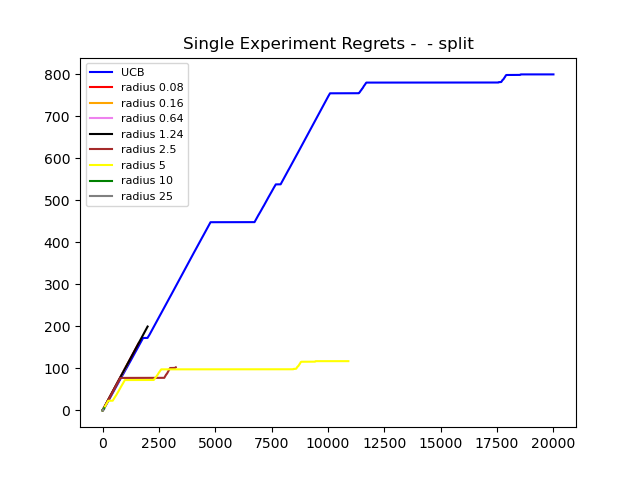 Single Experiment Regrets -  - split
UCB
radius 0.08
radius 0.16
radius 0.64
radius 1.24
radius 2.5
radius 5
radius 10
radius 25
800
700
600
500
400
300
200
100
0
0 2500 5000 7500 10000 12500 15000 17500 20000